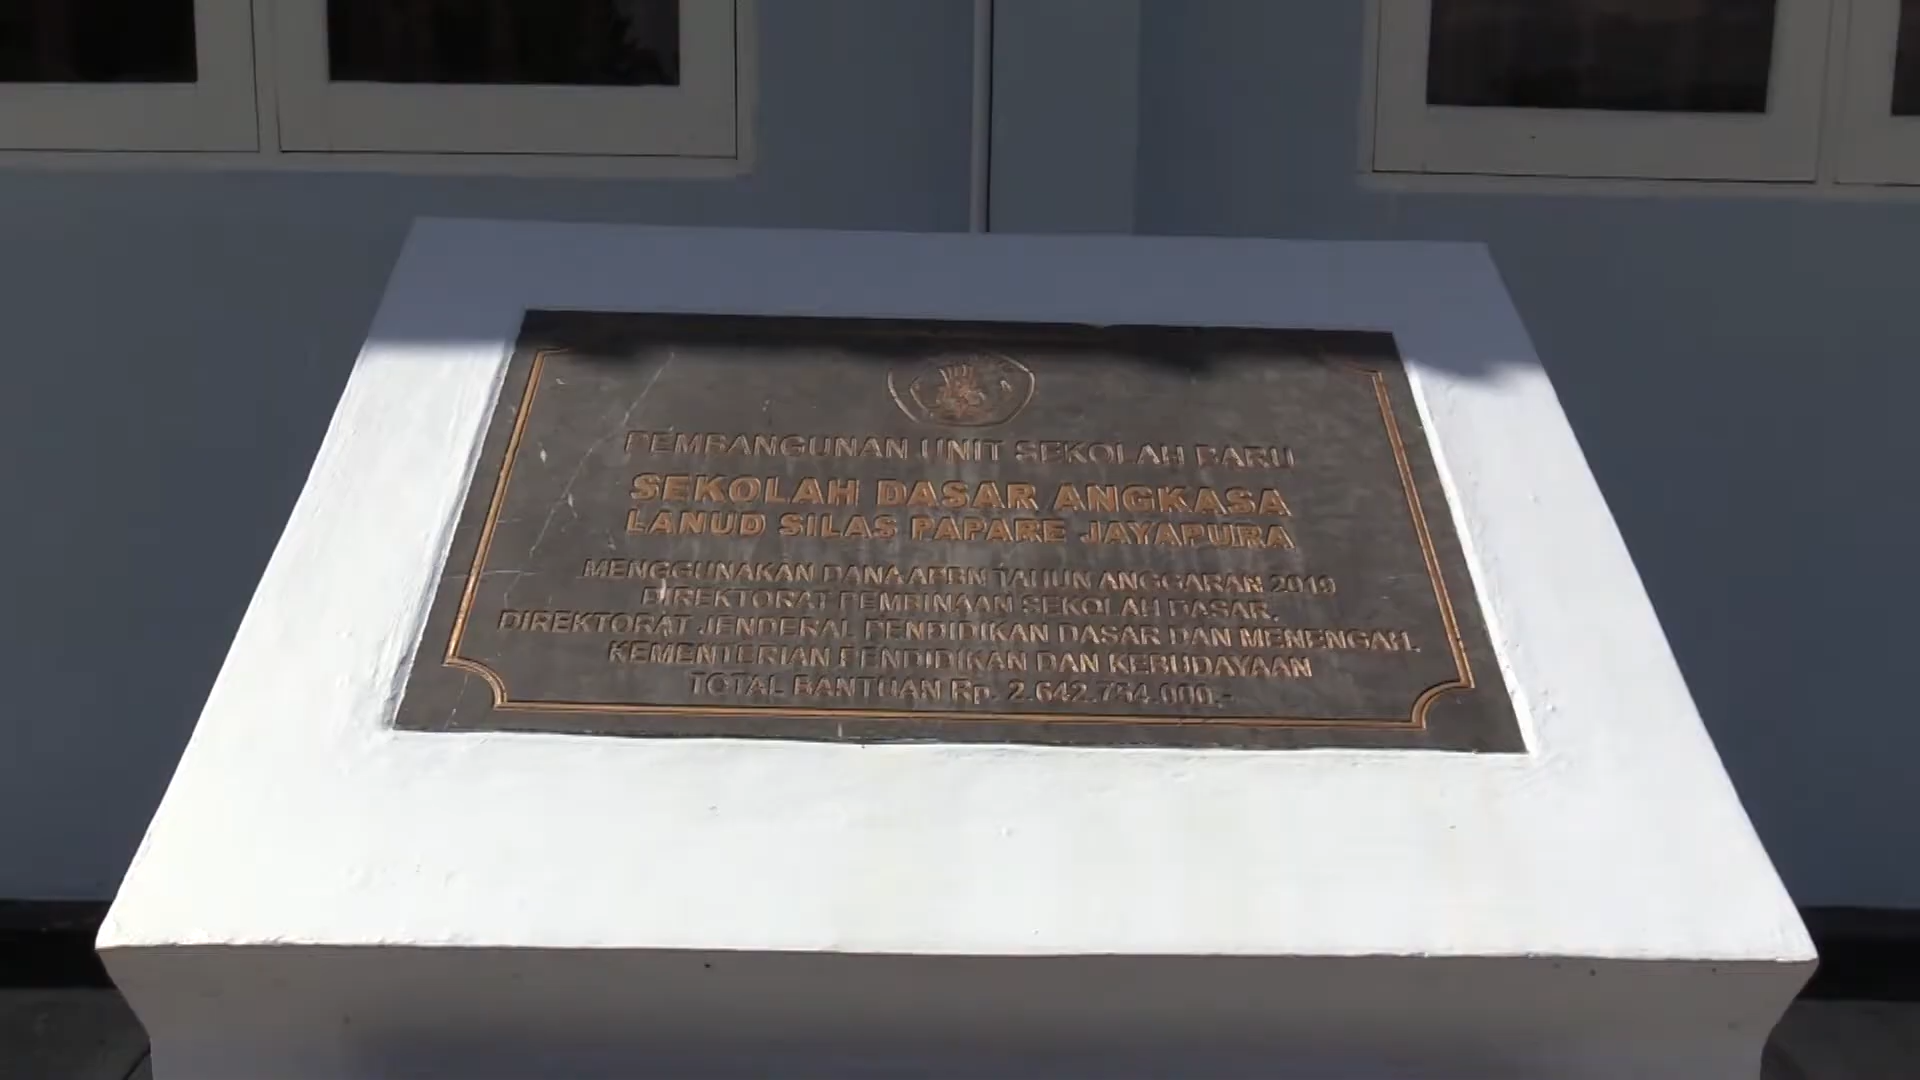 PEMBANGUNAN UNIT SEKOLAH BARU
SEKOLAH DASAR ANGKASA
LANUD SILAS PAPARE JAYAPURA
MENGGUNAKAN DANA APBN TAHUN ANGGARAN 2019
DIREKTORAT PEMBINAAN SEKOLAH DASAR,
DIREKTORAT JENDERAL PENDIDIKAN DASAR DAN MENENGAH,
KEMENTERIAN PENDIDIKAN DAN KEBUDAYAAN
TOTAL BANTUAN Rp. 2.642.754.000,-